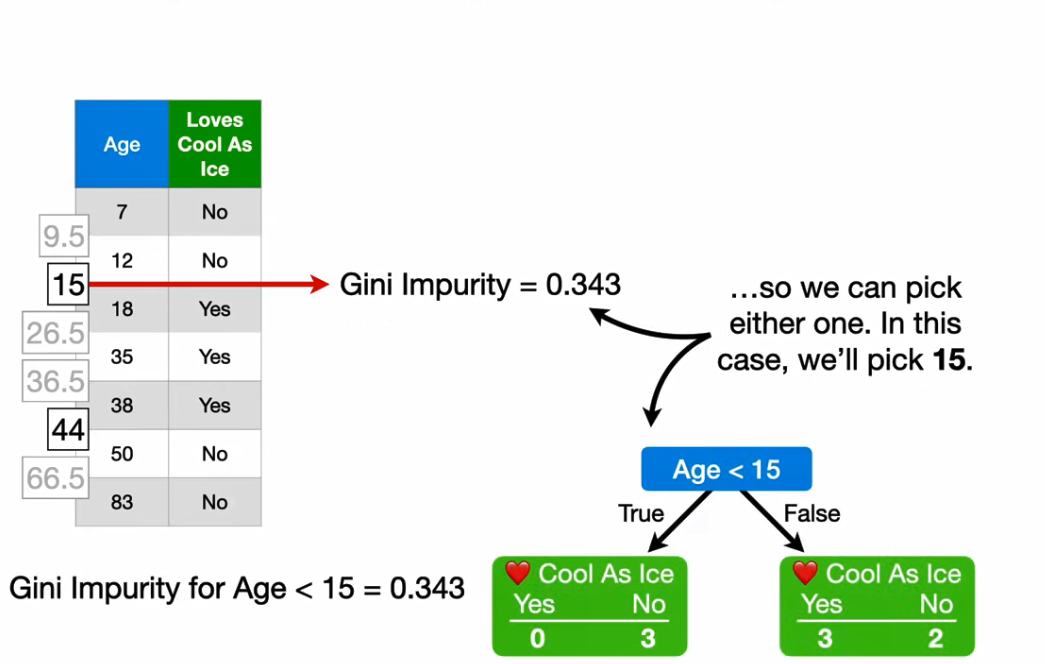 Age
Loves
Cool As
Ice
7 No
9.5
12 No
15
Gini Impurity = 0.343
18 Yes
26.5
35 Yes
36.5
38 Yes
44
50 No
66.5
83 No
...so we can pick
either one. In this
case, we’ll pick 15.
Age < 15
True False
Gini Impurity for Age < 15 = 0.343
❤️ Cool As Ice
Yes No
0 3
❤️ Cool As Ice
Yes No
3 2